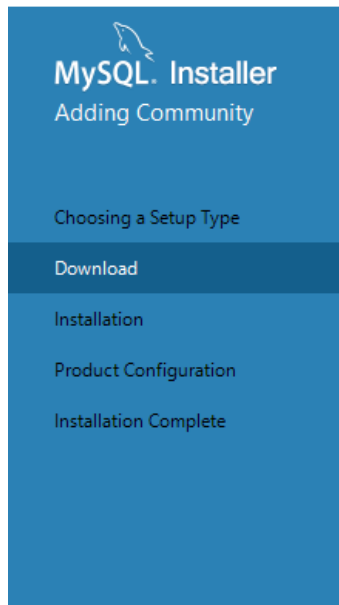 MySQL. Installer
Adding Community
Choosing a Setup Type
Download
Installation
Product Configuration
Installation Complete